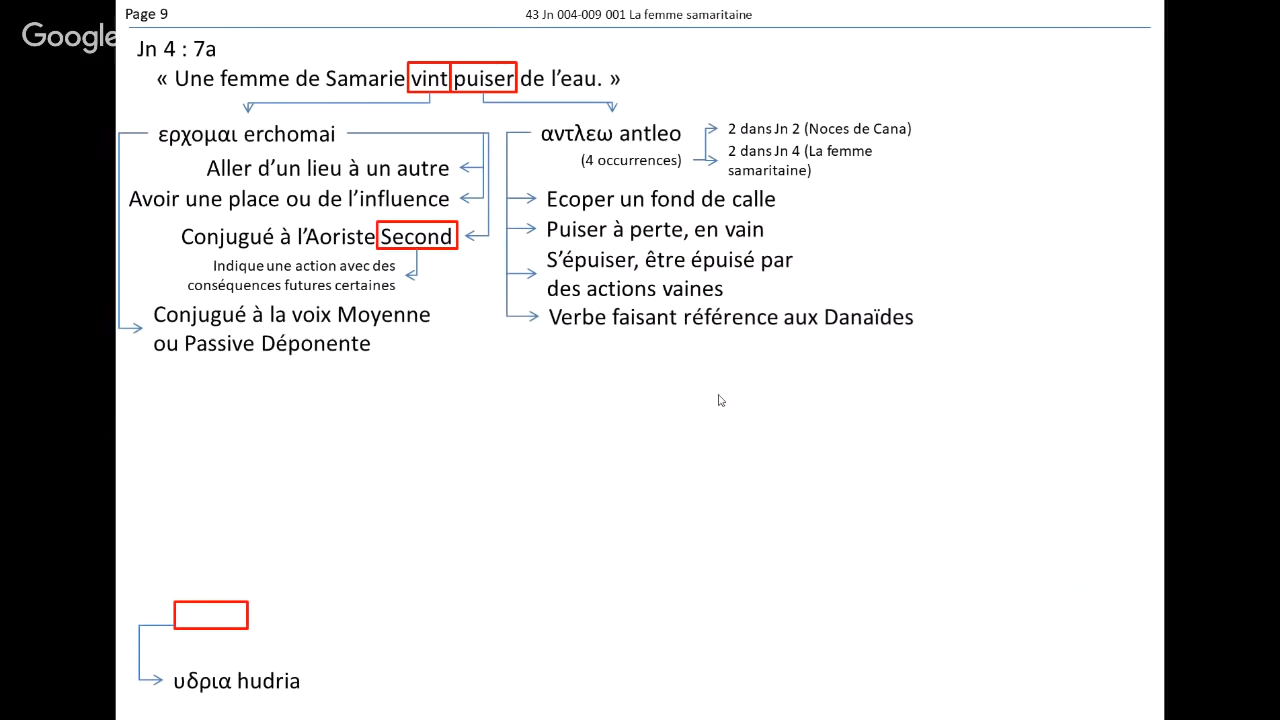 Google
Page 9
43 Jn 004-009 001 La femme samaritaine
Jn 4 : 7a
« Une femme de Samarie vint puiser de l’eau. »
ερχομαι erchomai
Aller d’un lieu à un autre
Avoir une place ou de l’influence
Conjugué à l’Aoriste Second
Indique une action avec des
conséquences futures certaines
Conjugué à la voix Moyenne
ou Passive Déponente
αντλεω antleo
(4 occurrences)
2 dans Jn 2 (Noces de Cana)
2 dans Jn 4 (La femme
samaritaine)
Ecoper un fond de calle
Puiser à perte, en vain
S’épuiser, être épuisé par
des actions vaines
Verbe faisant référence aux Danaïdes
υδρια hudria